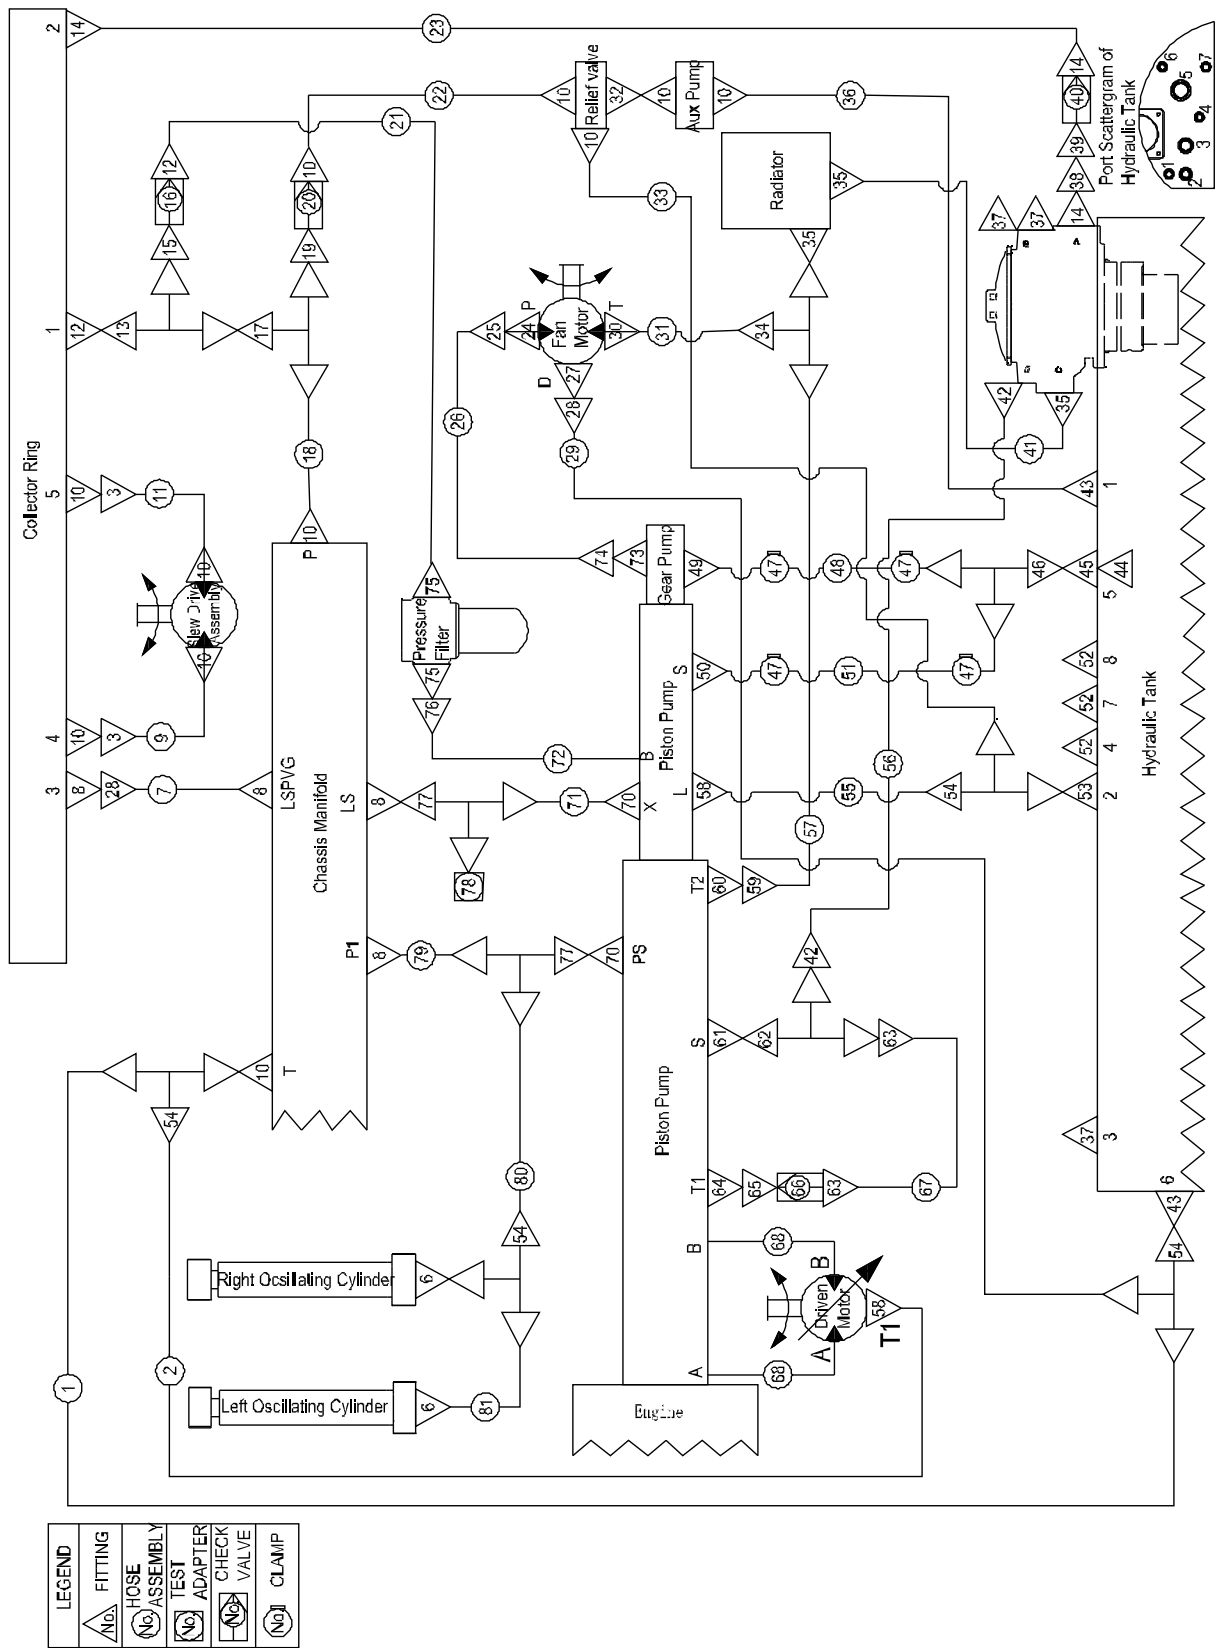 Collector Ring
3
4
5
1
2
8
28
7
8
LSPVG
10
3
9
10
Slew Drive
Assembly
10
10
3
11
12
13
15
16
12
21
17
19
20
10
22
14
23
18
10
P
Chassis Manifold
T
10
54
1
2
P1
8
79
LS
8
77
78
71
70
X
77
70
PS
80
54
6
Right Ocsillating Cylinder
6
Left Oscillating Cylinder
81
Pressure
Filter
75
75
76
72
B
26
25
24
P
Fan
Motor
T
30
31
34
D
27
28
29
10
Relief valve
32
10
33
10
Aux Pump
10
36
Radiator
35
35
Engine
Piston Pump
A
B
T1
S
T2
Piston Pump
L
S
Gear Pump
74
73
49
47
48
47
50
47
51
47
58
55
54
60
59
57
61
62
42
56
63
67
64
65
66
63
68
68
A
B
Driven
Motor
58
T1
42
35
41
37
37
14
38
39
40
14
Port Scattergram of
Hydraulic Tank
1
2
3
4
5
6
7
Hydraulic Tank
43
1
46
45
44
5
52
8
52
7
52
4
53
2
37
3
6
43
54
LEGEND
No. FITTING
No. HOSE
ASSEMBLY
No. TEST
ADAPTER
No. CHECK
VALVE
No. CLAMP